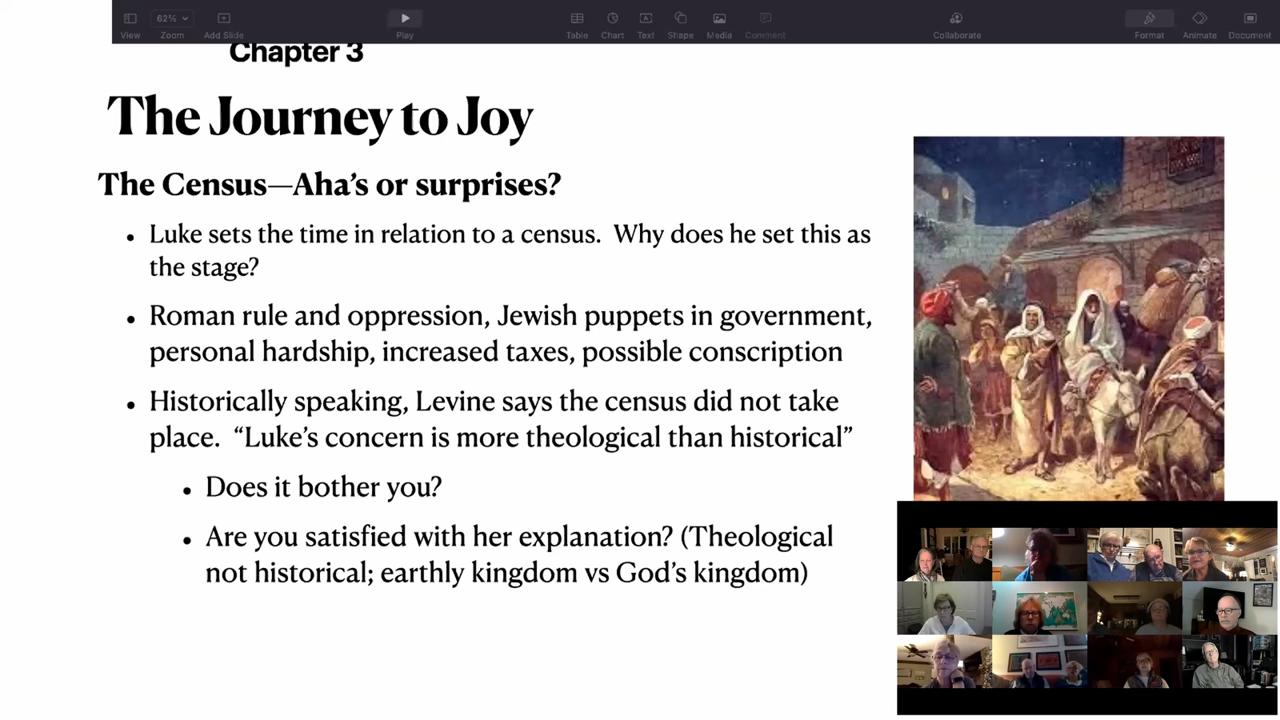 62%
View
Zoom
Add Slide
Play
Table
Chart
Text
Shape
Media
Comment
Collaborate
Format
Animate
Document
Chapter 3
The Journey to Joy
The Census—Aha’s or surprises?
• Luke sets the time in relation to a census.  Why does he set this as
the stage?
• Roman rule and oppression, Jewish puppets in government,
personal hardship, increased taxes, possible conscription
• Historically speaking, Levine says the census did not take
place.  “Luke’s concern is more theological than historical”
• Does it bother you?
• Are you satisfied with her explanation? (Theological
not historical; earthly kingdom vs God’s kingdom)